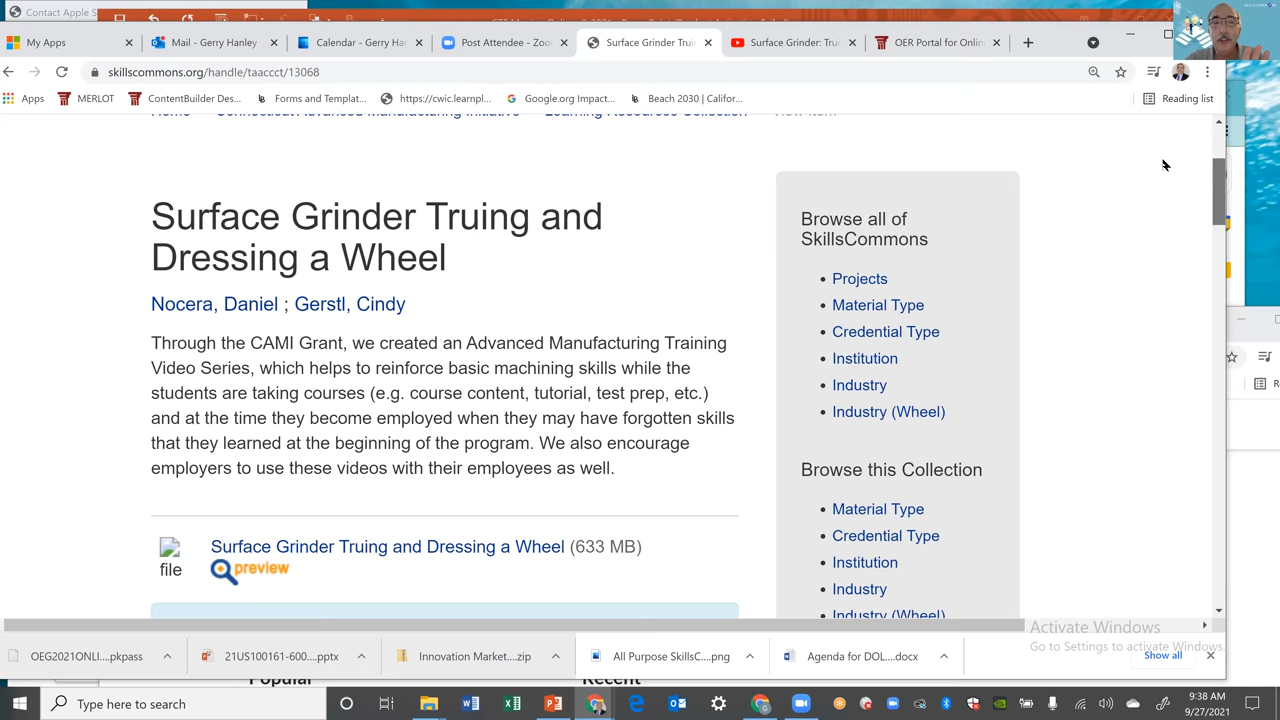 Contact Apple S
My Apps
Mail - Gerry Hanley
Calendar - Gerry Ha
Post Attendee - Zoo
Surface Grinder Trui
Surface Grinder: Tru
OER Portal for Onlin
skillscommons.org/handle/taaccct/13068
Apps
MERLOT
ContentBuilder Des...
Forms and Templat...
https://cwic.learnpl...
Google.org Impact...
Beach 2030 | Califor...
Reading list
Home
Connecticut Advanced Manufacturing Initiative
Learning Resources Collection
View Item
Surface Grinder Truing and
Dressing a Wheel
Nocera, Daniel ; Gerstl, Cindy
Through the CAMI Grant, we created an Advanced Manufacturing Training
Video Series, which helps to reinforce basic machining skills while the
students are taking courses (e.g. course content, tutorial, test prep, etc.)
and at the time they become employed when they may have forgotten skills
that they learned at the beginning of the program. We also encourage
employers to use these videos with their employees as well.
file
Surface Grinder Truing and Dressing a Wheel (633 MB)
preview
Browse all of
SkillsCommons
Projects
Material Type
Credential Type
Institution
Industry
Industry (Wheel)
Browse this Collection
Material Type
Credential Type
Institution
Industry
Industry (Wheel)
Activate Windows
Go to Settings to activate Windows.
OEG2021ONLI....pkpass
21US100161-600....pptx
Innovative Market....zip
All Purpose SkillsC....png
Agenda for DOL....docx
Show all
Popular
Recent
Type here to search
9:38 AM
9/27/2021